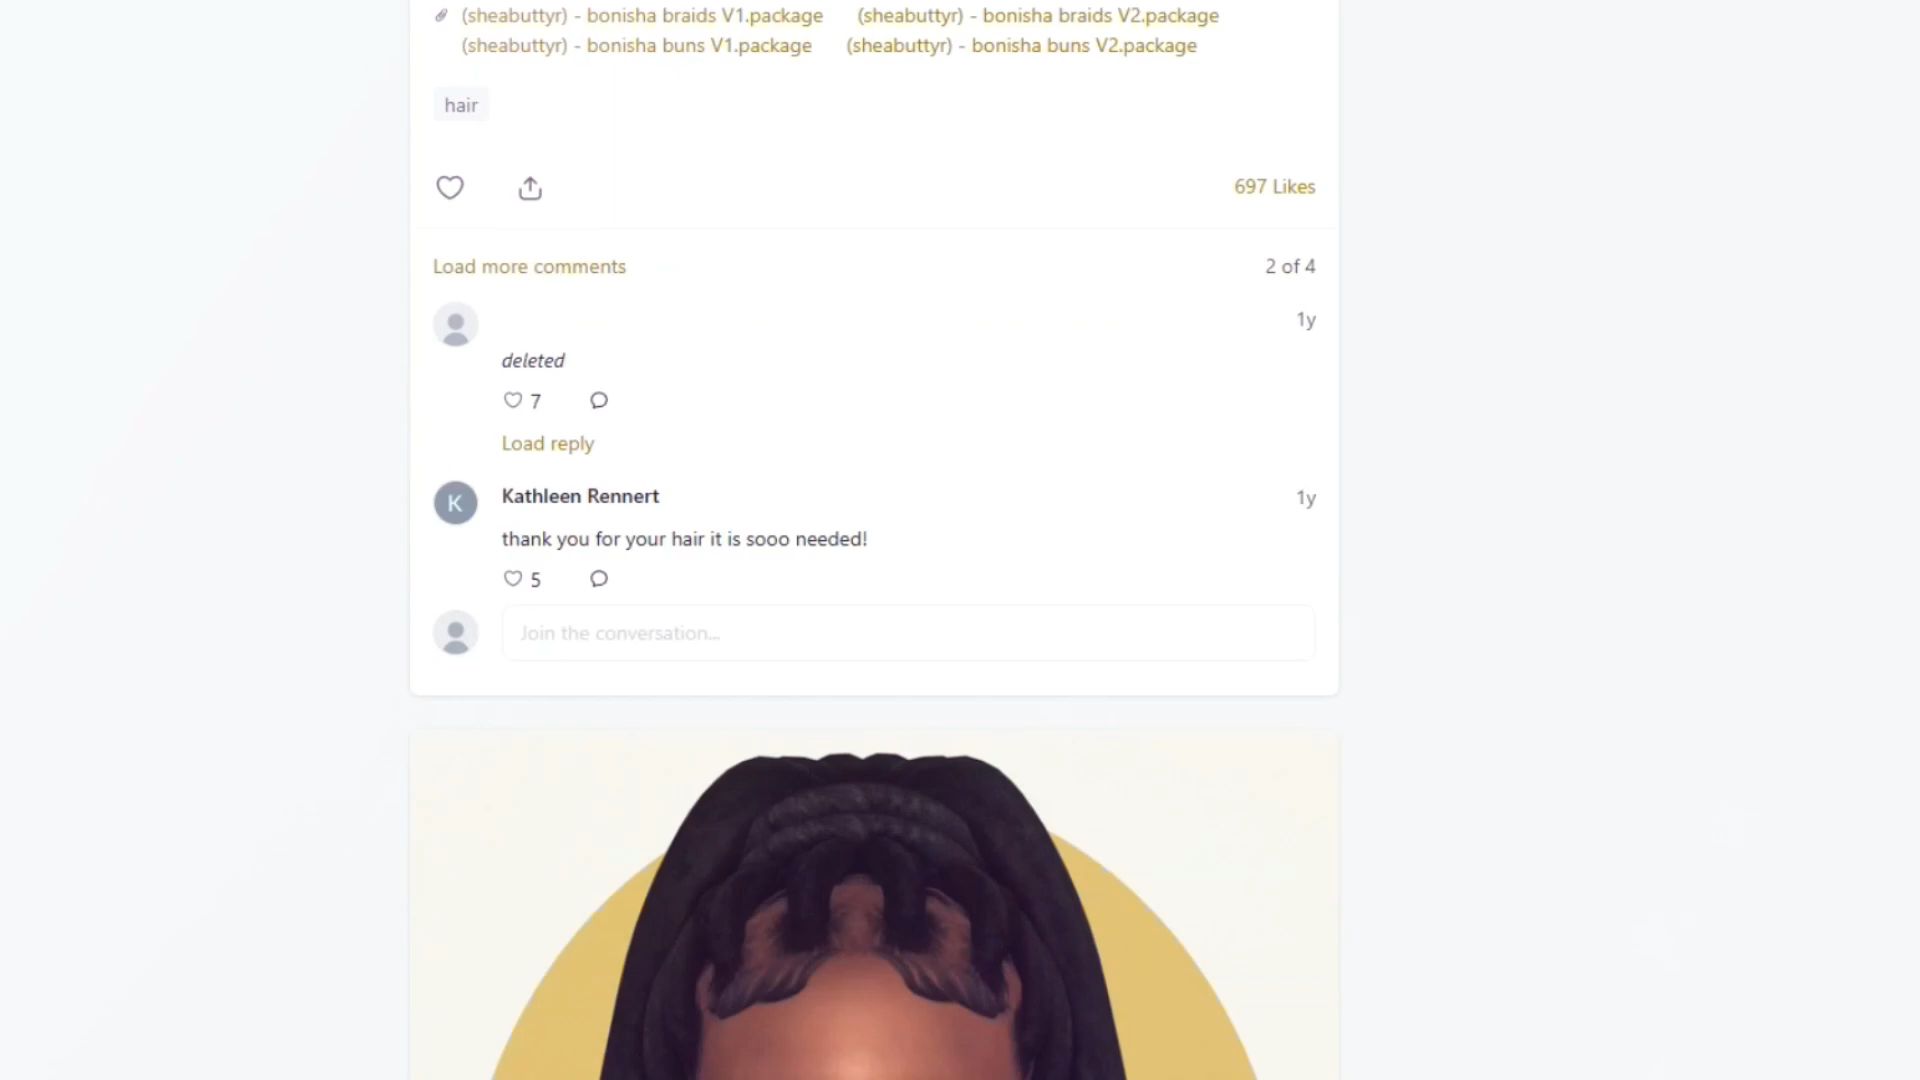 (sheabuttyr) - bonisha braids V1.package (sheabuttyr) - bonisha braids V2.package
(sheabuttyr) - bonisha buns V1.package (sheabuttyr) - bonisha buns V2.package
hair
697 Likes
Load more comments 2 of 4
1y
deleted
7
Load reply
K Kathleen Rennert 1y
thank you for your hair it is sooo needed!
5
Join the conversation...